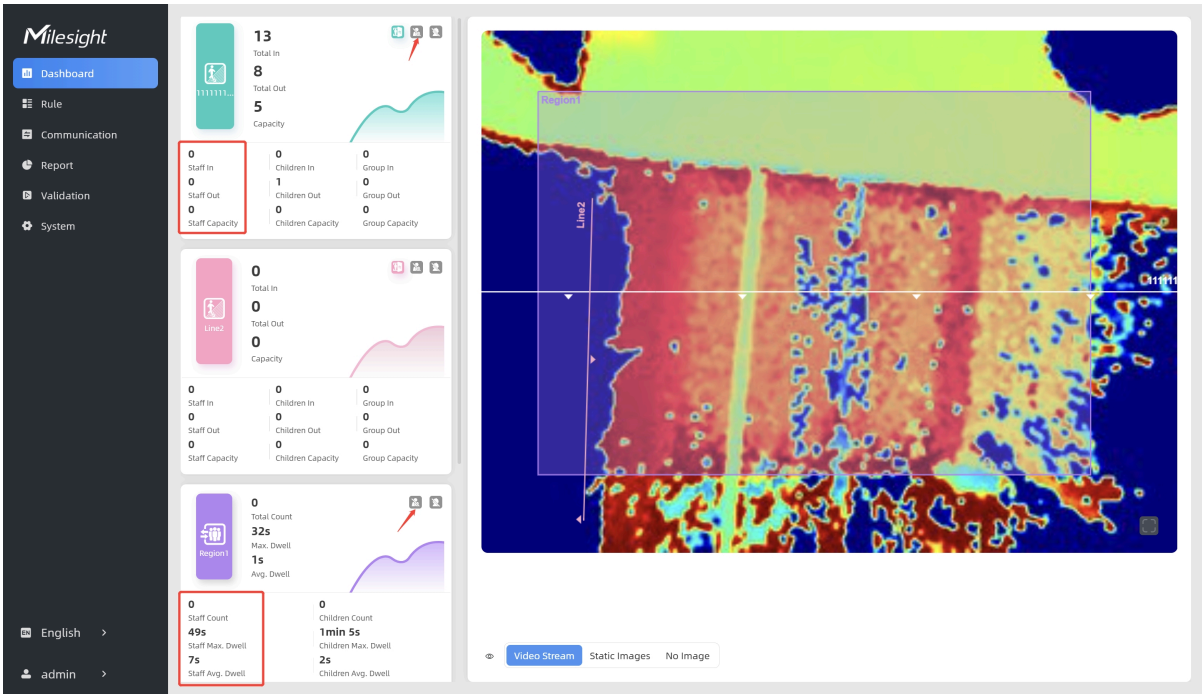 Milesight
Dashboard
Rule
Communication
Report
Validation
System
EN English >
admin >
1111111...
13
Total In
8
Total Out
5
Capacity
0 0 0
Staff In Children In Group In
0 1 0
Staff Out Children Out Group Out
0 0 0
Staff Capacity Children Capacity Group Capacity
Line2
0
Total In
0
Total Out
0
Capacity
0 0 0
Staff In Children In Group In
0 0 0
Staff Out Children Out Group Out
0 0 0
Staff Capacity Children Capacity Group Capacity
Region1
0
Total Count
32s
Max. Dwell
1s
Avg. Dwell
0 0
Staff Count Children Count
49s 1min 5s
Staff Max. Dwell Children Max. Dwell
7s 2s
Staff Avg. Dwell Children Avg. Dwell
Region1
Line2
111111
Video Stream Static Images No Image